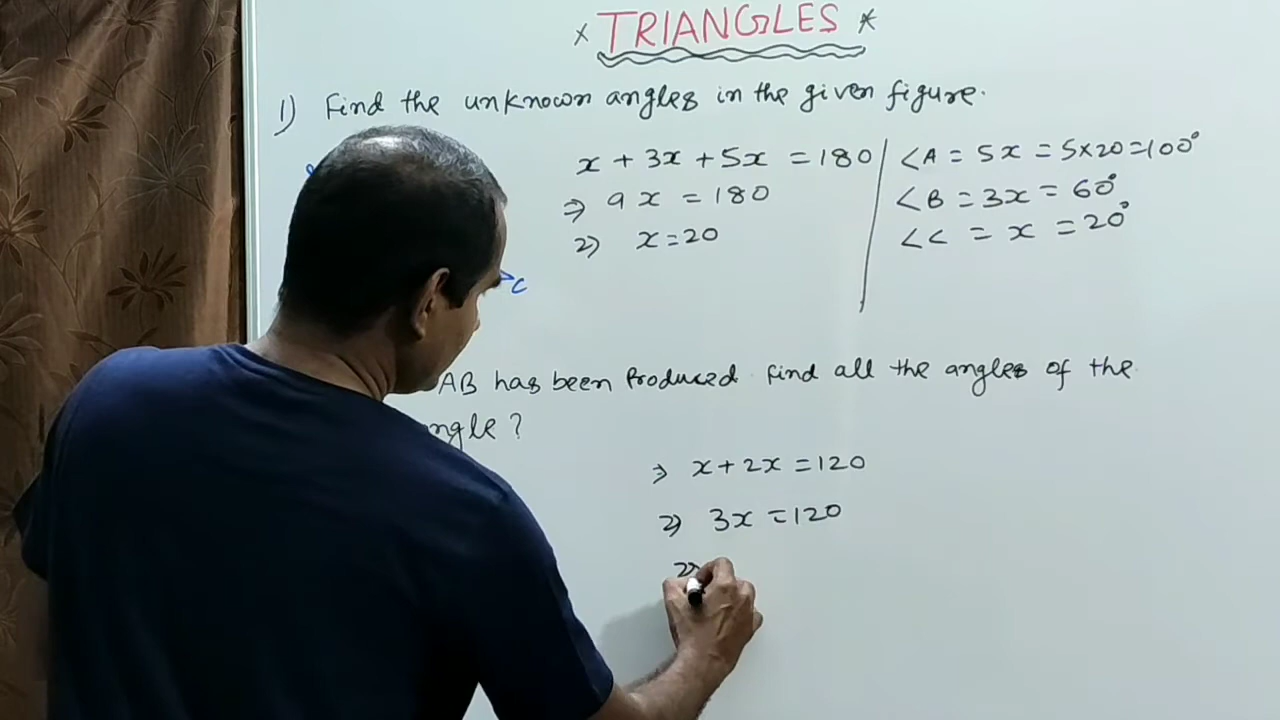 * TRIANGLES *
1) Find the unknown angles in the given figure.
x + 3x + 5x = 180
⇒ 9x = 180
⇒ x = 20
∠A = 5x = 5×20 = 100°
∠B = 3x = 60°
∠C = x = 20°
C
AB has been Produced. find all the angles of the
ngle?
⇒ x + 2x = 120
⇒ 3x = 120
⇒